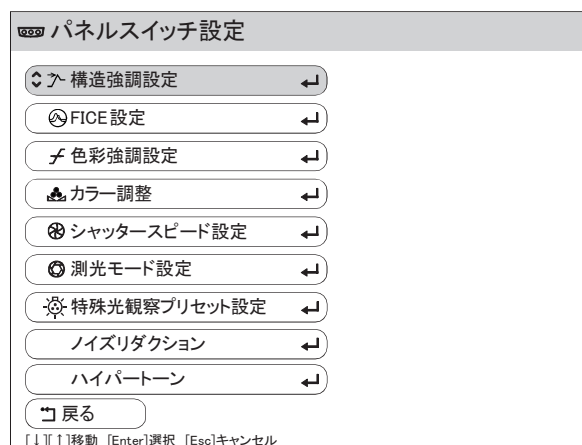 パネルスイッチ設定
構造強調設定
FICE設定
色彩強調設定
カラー調整
シャッタースピード設定
測光モード設定
特殊光観察プリセット設定
ノイズリダクション
ハイパートーン
戻る
[↓][↑]移動 [Enter]選択 [Esc]キャンセル